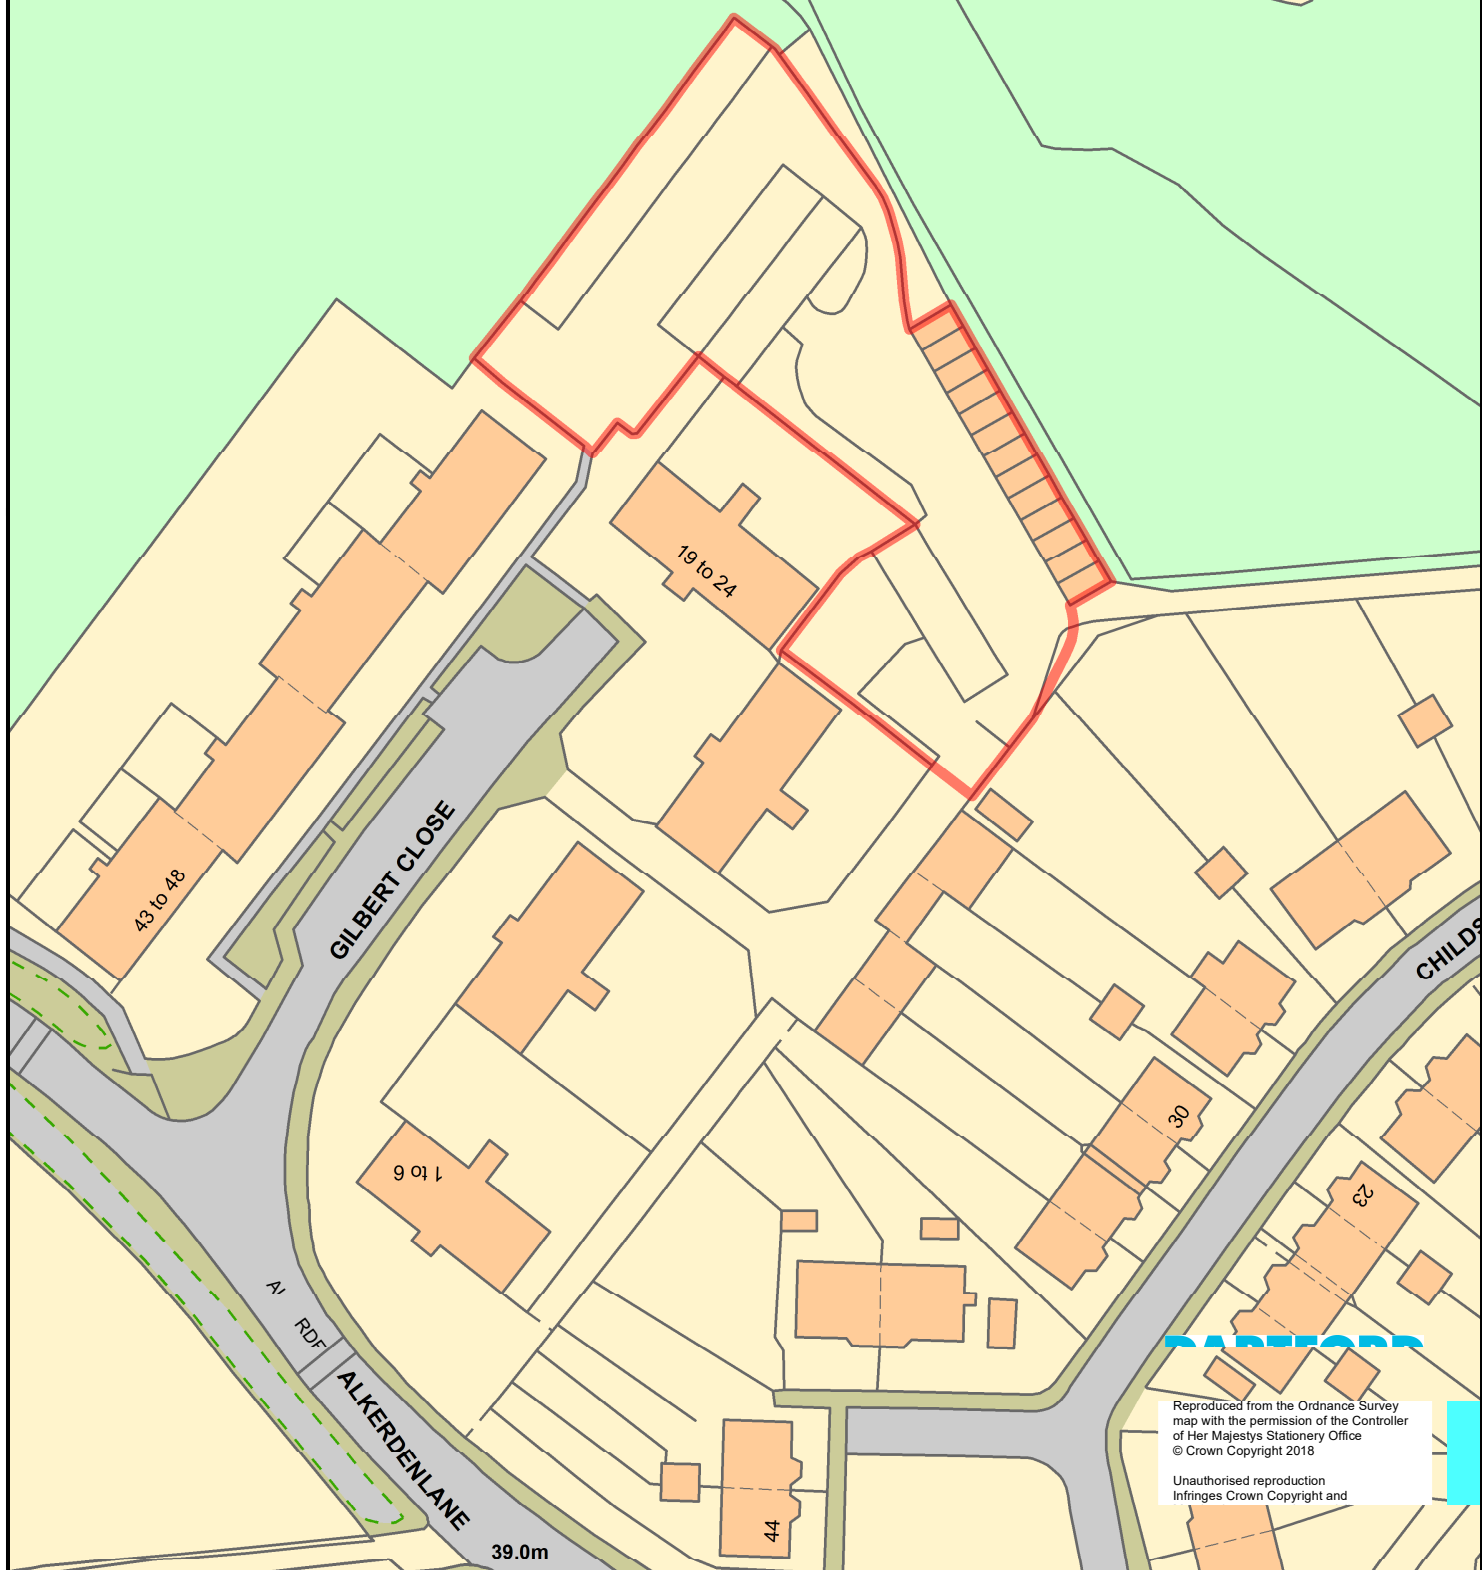 19 to 24
43 to 48
GILBERT CLOSE
30
1 to 6
23
RDF
ALKERDENLANE
44
39.0m
Reproduced from the Ordnance Survey
map with the permission of the Controller
of Her Majestys Stationery Office
© Crown Copyright 2018
Unauthorised reproduction
Infringes Crown Copyright and